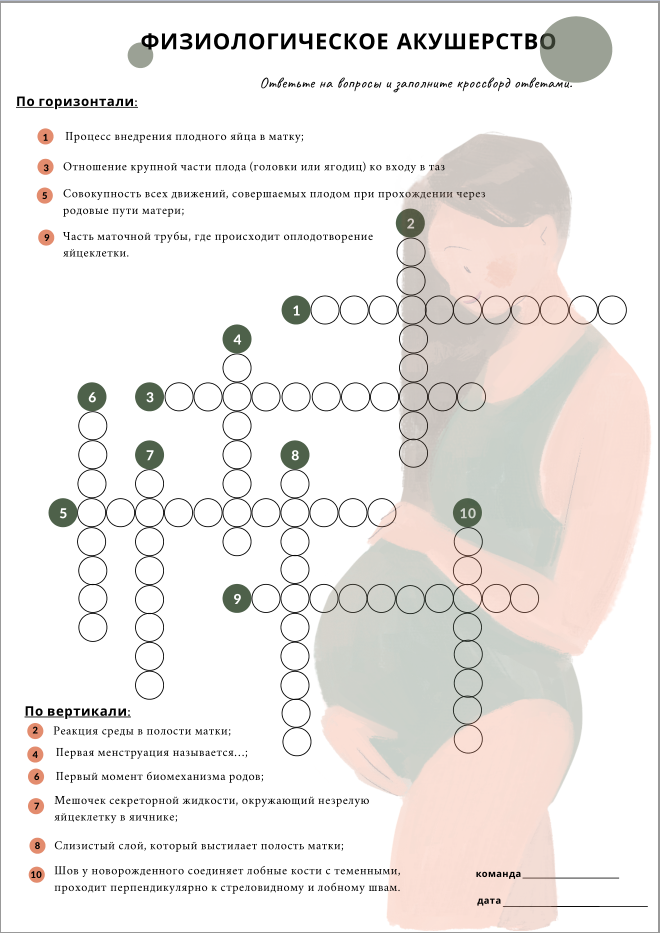 ФИЗИОЛОГИЧЕСКОЕ АКУШЕРСТВО
Ответьте на вопросы и заполните кроссворд ответами.
По горизонтали:
1 Процесс внедрения плодного яйца в матку;
3 Отношение крупной части плода (головки или ягодиц) ко входу в таз
5 Совокупность всех движений, совершаемых плодом при прохождении через
родовые пути матери;
9 Часть маточной трубы, где происходит оплодотворение
яйцеклетки.
2
1
4
6 3
7 8
5 10
9
По вертикали:
2 Реакция среды в полости матки;
4 Первая менструация называется...;
6 Первый момент биомеханизма родов;
7 Мешочек секреторной жидкости, окружающий незрелую
яйцеклетку в яичнике;
8 Слизистый слой, который выстилает полость матки;
10 Шов у новорожденного соединяет лобные кости с теменными,
проходит перпендикулярно к стреловидному и лобному швам.
команда
дата